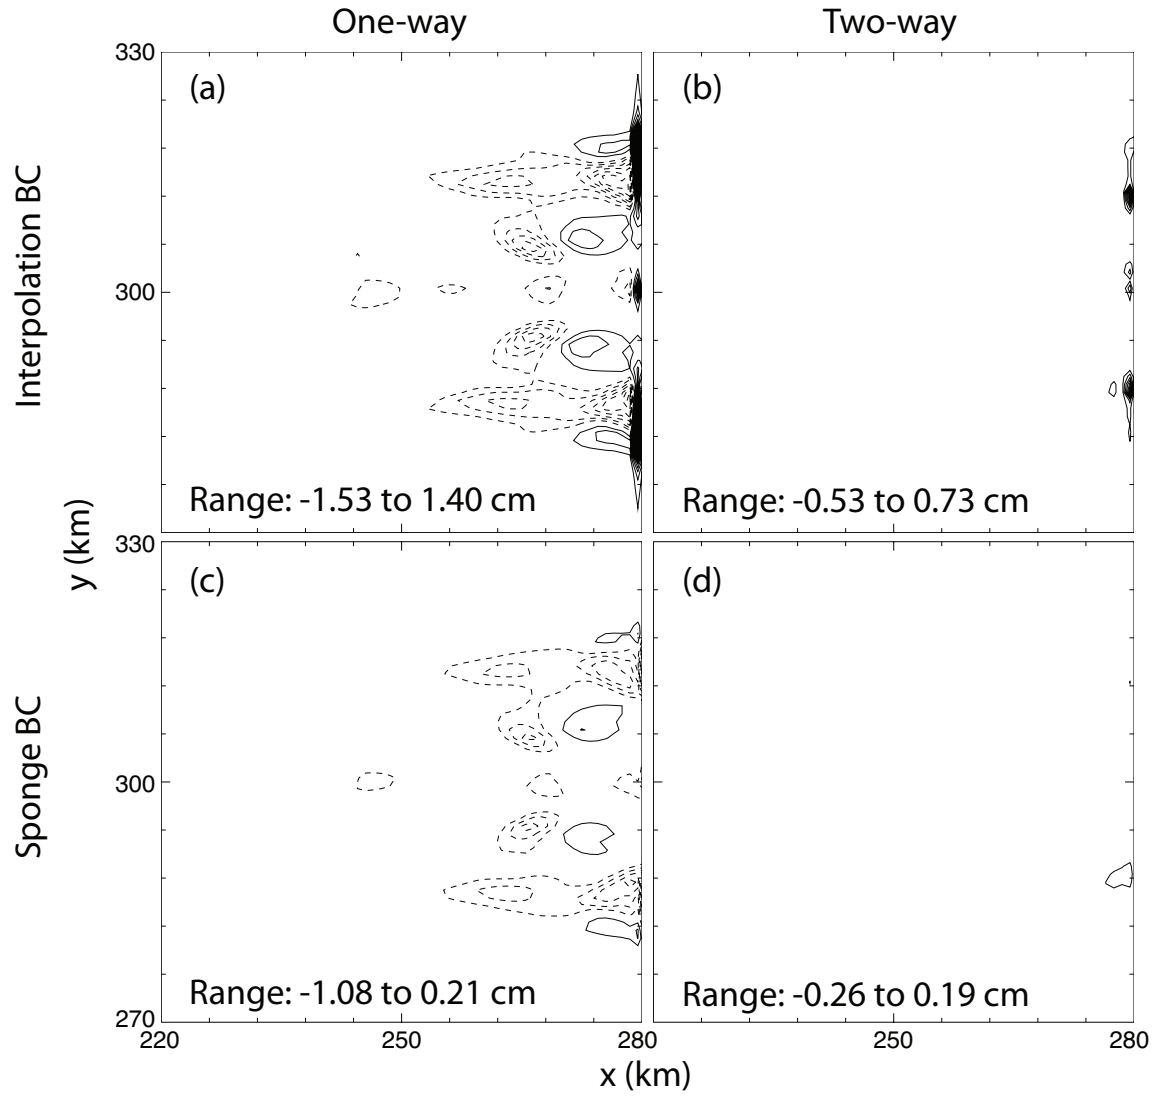 One-way
Two-way
330
(a)
(b)
Interpolation BC
300
Range: -1.53 to 1.40 cm
Range: -0.53 to 0.73 cm
y (km)
330
(c)
(d)
Sponge BC
300
Range: -1.08 to 0.21 cm
Range: -0.26 to 0.19 cm
270
220
250
280
250
280
x (km)